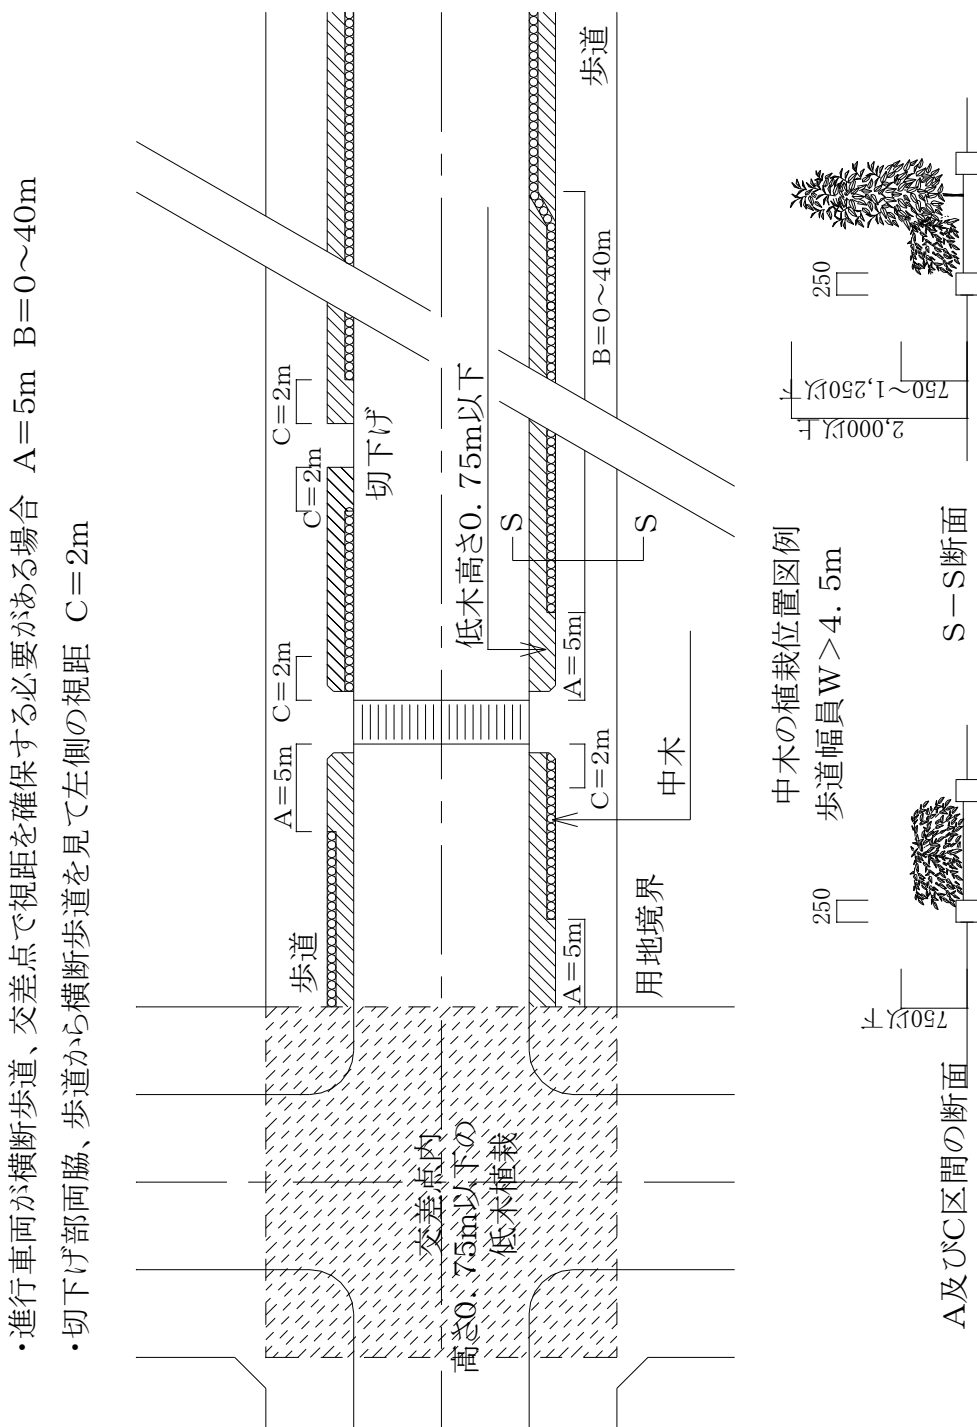 ・進行車両が横断歩道、交差点で視距を確保する必要がある場合 A=5m B=0～40m
・切下げ部両脇、歩道から横断歩道を見て左側の視距 C=2m
A=5m
C=2m
C=2m
C=2m
歩道
切下げ
歩道
交差点内
高さ0.75m以下の
低木植栽
低木高さ0.75m以下
S
S
A=5m
C=2m
A=5m
B=0～40m
用地境界
中木
中木の植栽位置図例
歩道幅員W＞4.5m
250
750以下
A及びC区間の断面
250
750～1,250以下
2,000以上
S－S断面